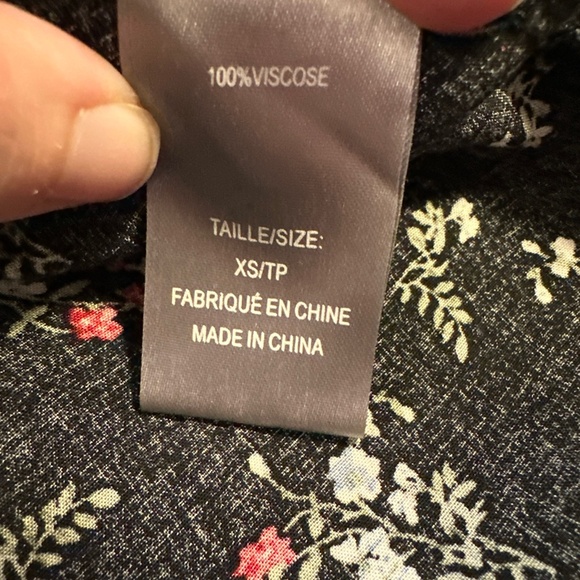 100%VISCOSE
TAILLE/SIZE:
XS/TP
FABRIQUÉ EN CHINE
MADE IN CHINA